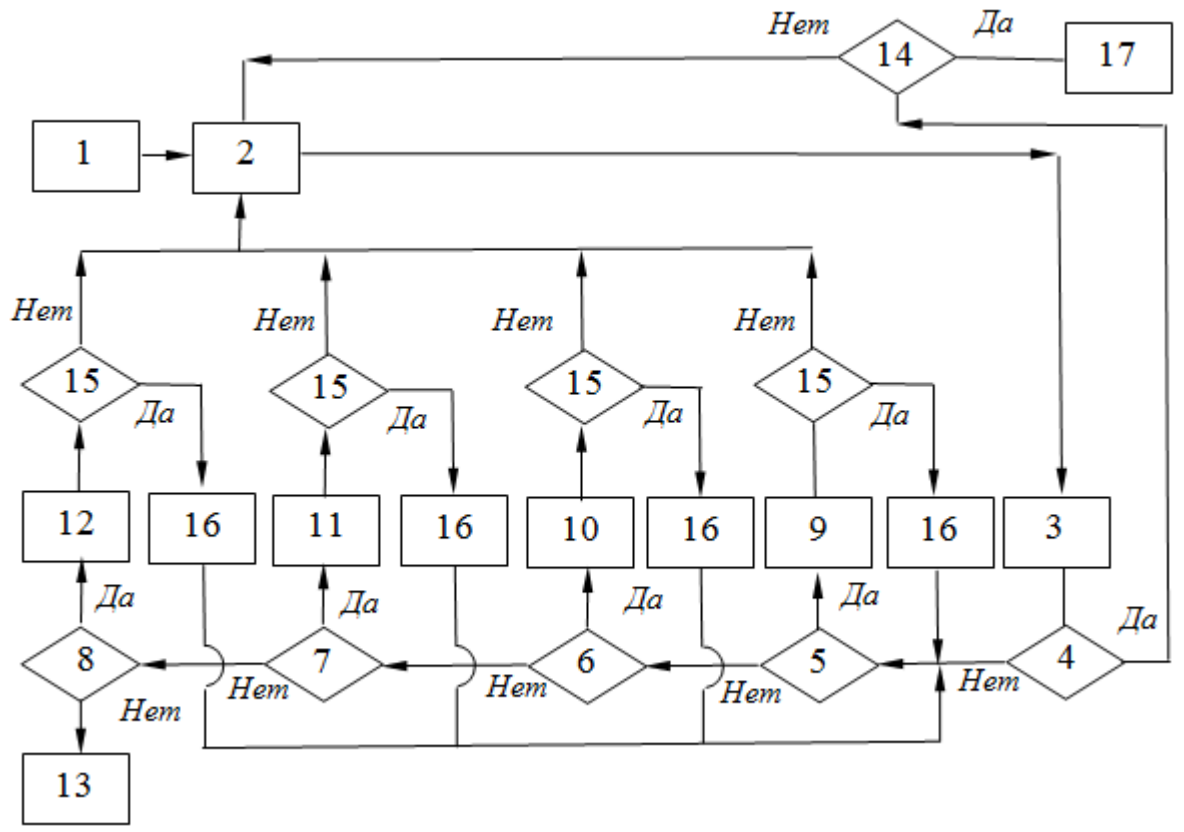 Нет Да
14 17
1 2
Нет Нет Нет Нет
15 15 15 15
Да Да Да Да
12 16 11 16 10 16 9 16 3
Да Да Да Да Да
8 7 6 5 4
Нет Нет Нет Нет Нет
13